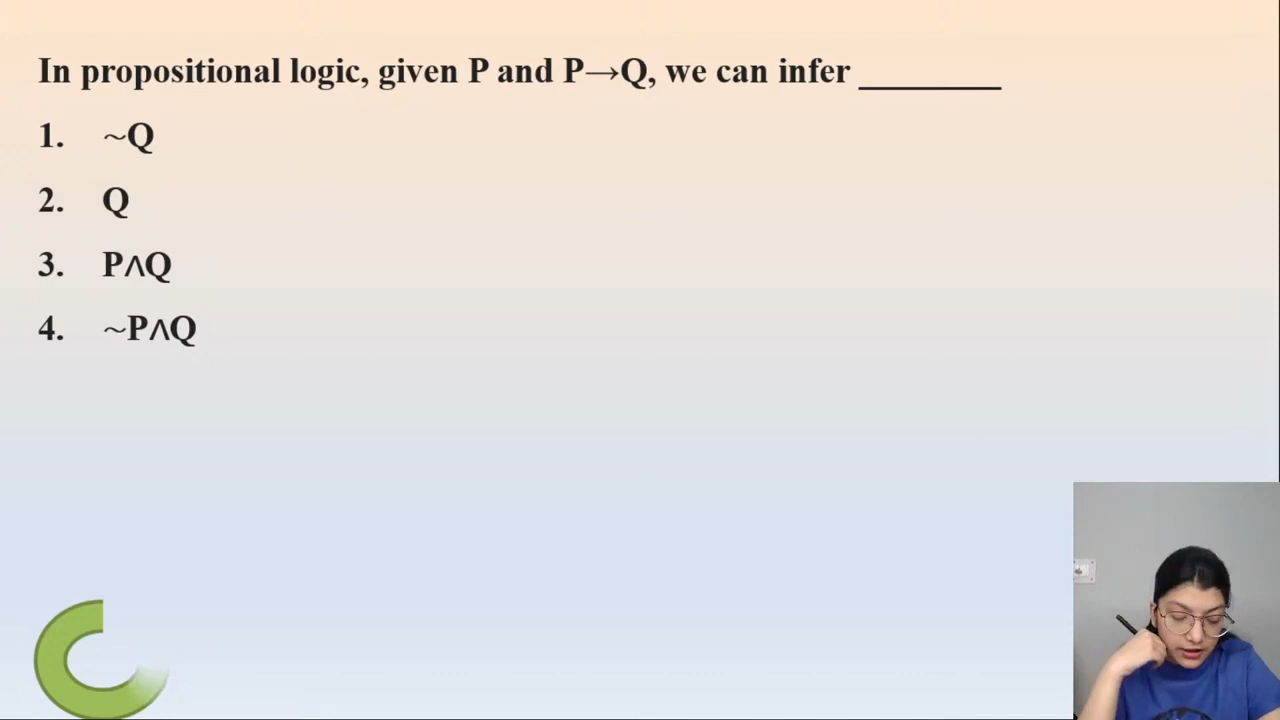 In propositional logic, given P and P→Q, we can infer ________
1. ~Q
2. Q
3. P∧Q
4. ~P∧Q